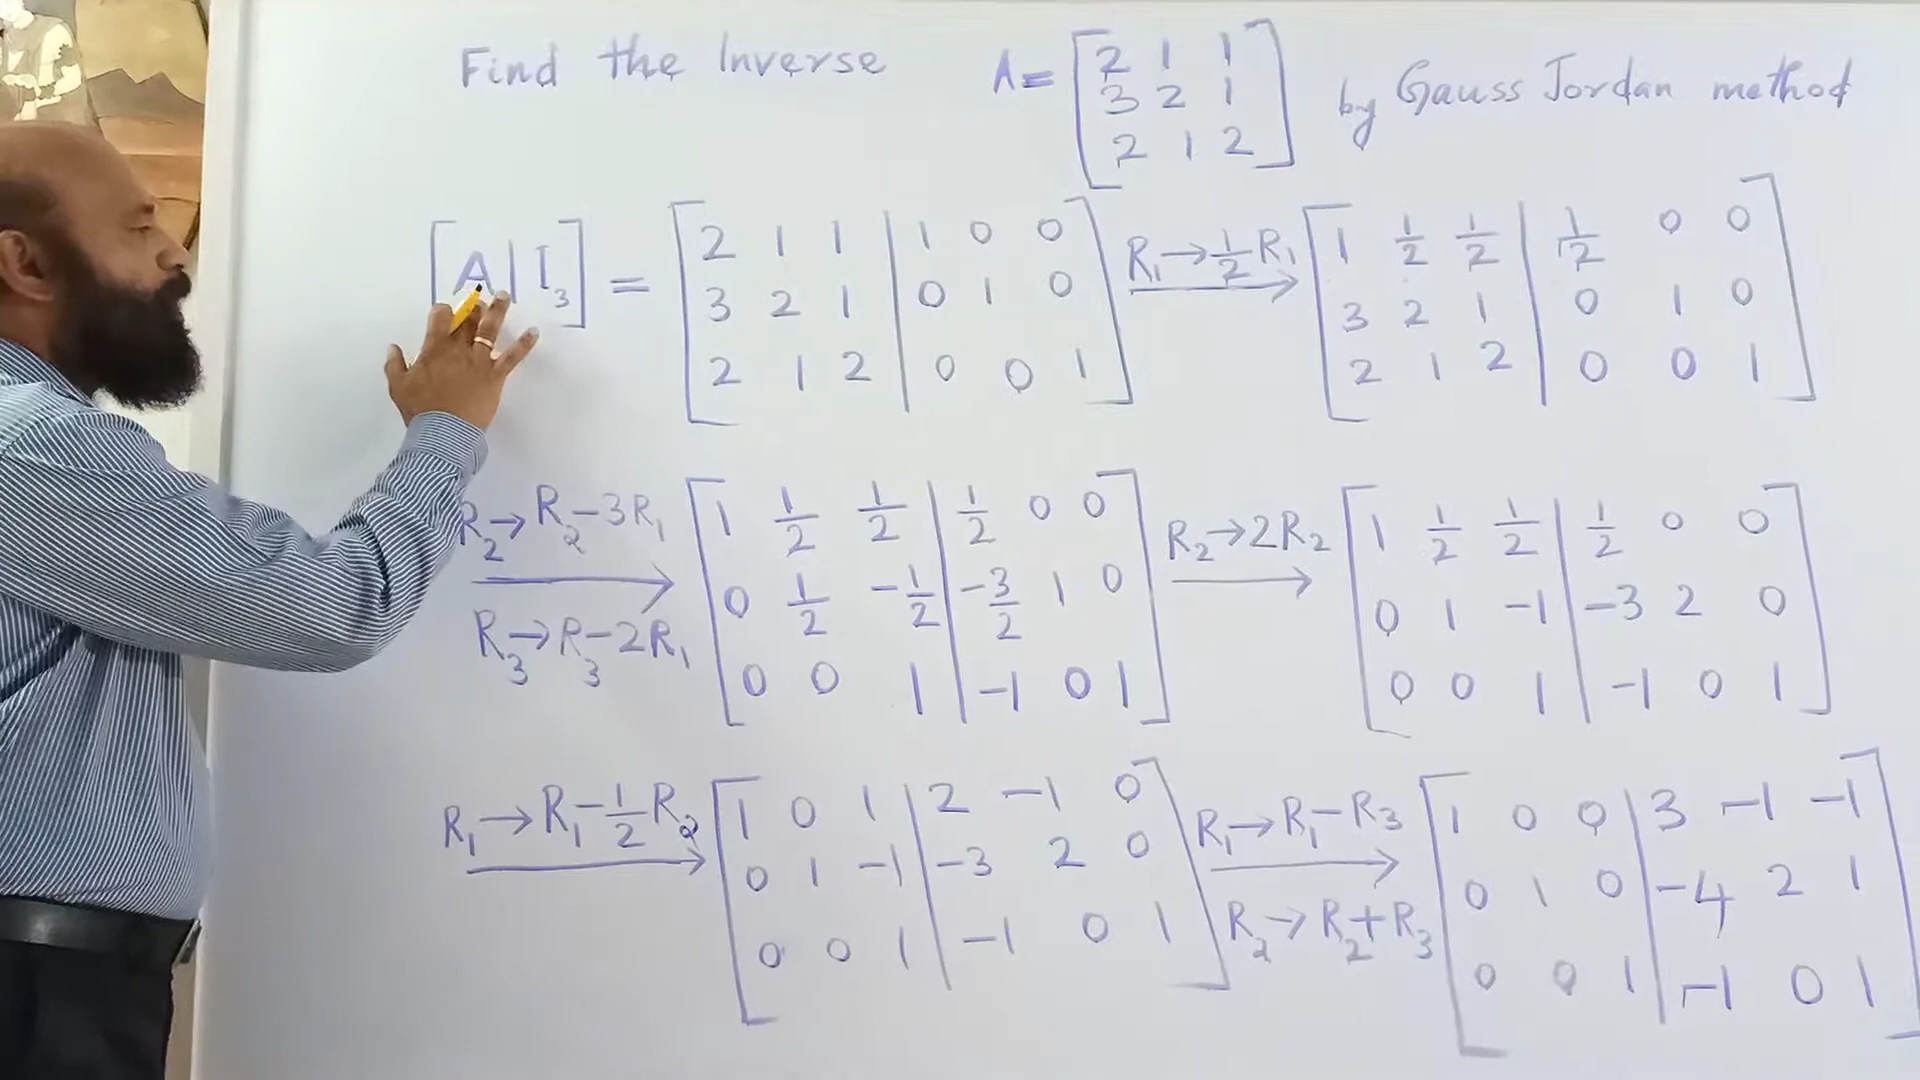 Find the Inverse A= [2 1 1 by Gauss Jordan method
3 2 1
2 1 2]
[A | I₃] = [2 1 1 | 1 0 0 R₁→½R₁ [1 ½ ½ | ½ 0 0
3 2 1 | 0 1 0 3 2 1 | 0 1 0
2 1 2 | 0 0 1] 2 1 2 | 0 0 1]
R₂→R₂-3R₁ [1 ½ ½ | ½ 0 0 R₂→2R₂ [1 ½ ½ | ½ 0 0
0 ½ -½ | -3/2 1 0 0 1 -1 | -3 2 0
R₃→R₃-2R₁ 0 0 1 | -1 0 1] 0 0 1 | -1 0 1]
R₁→R₁-½R₂ [1 0 1 | 2 -1 0 R₁→R₁-R₃ [1 0 0 | 3 -1 -1
0 1 -1 | -3 2 0 R₂→R₂+R₃ 0 1 0 | -4 2 1
0 0 1 | -1 0 1] 0 0 1 | -1 0 1]